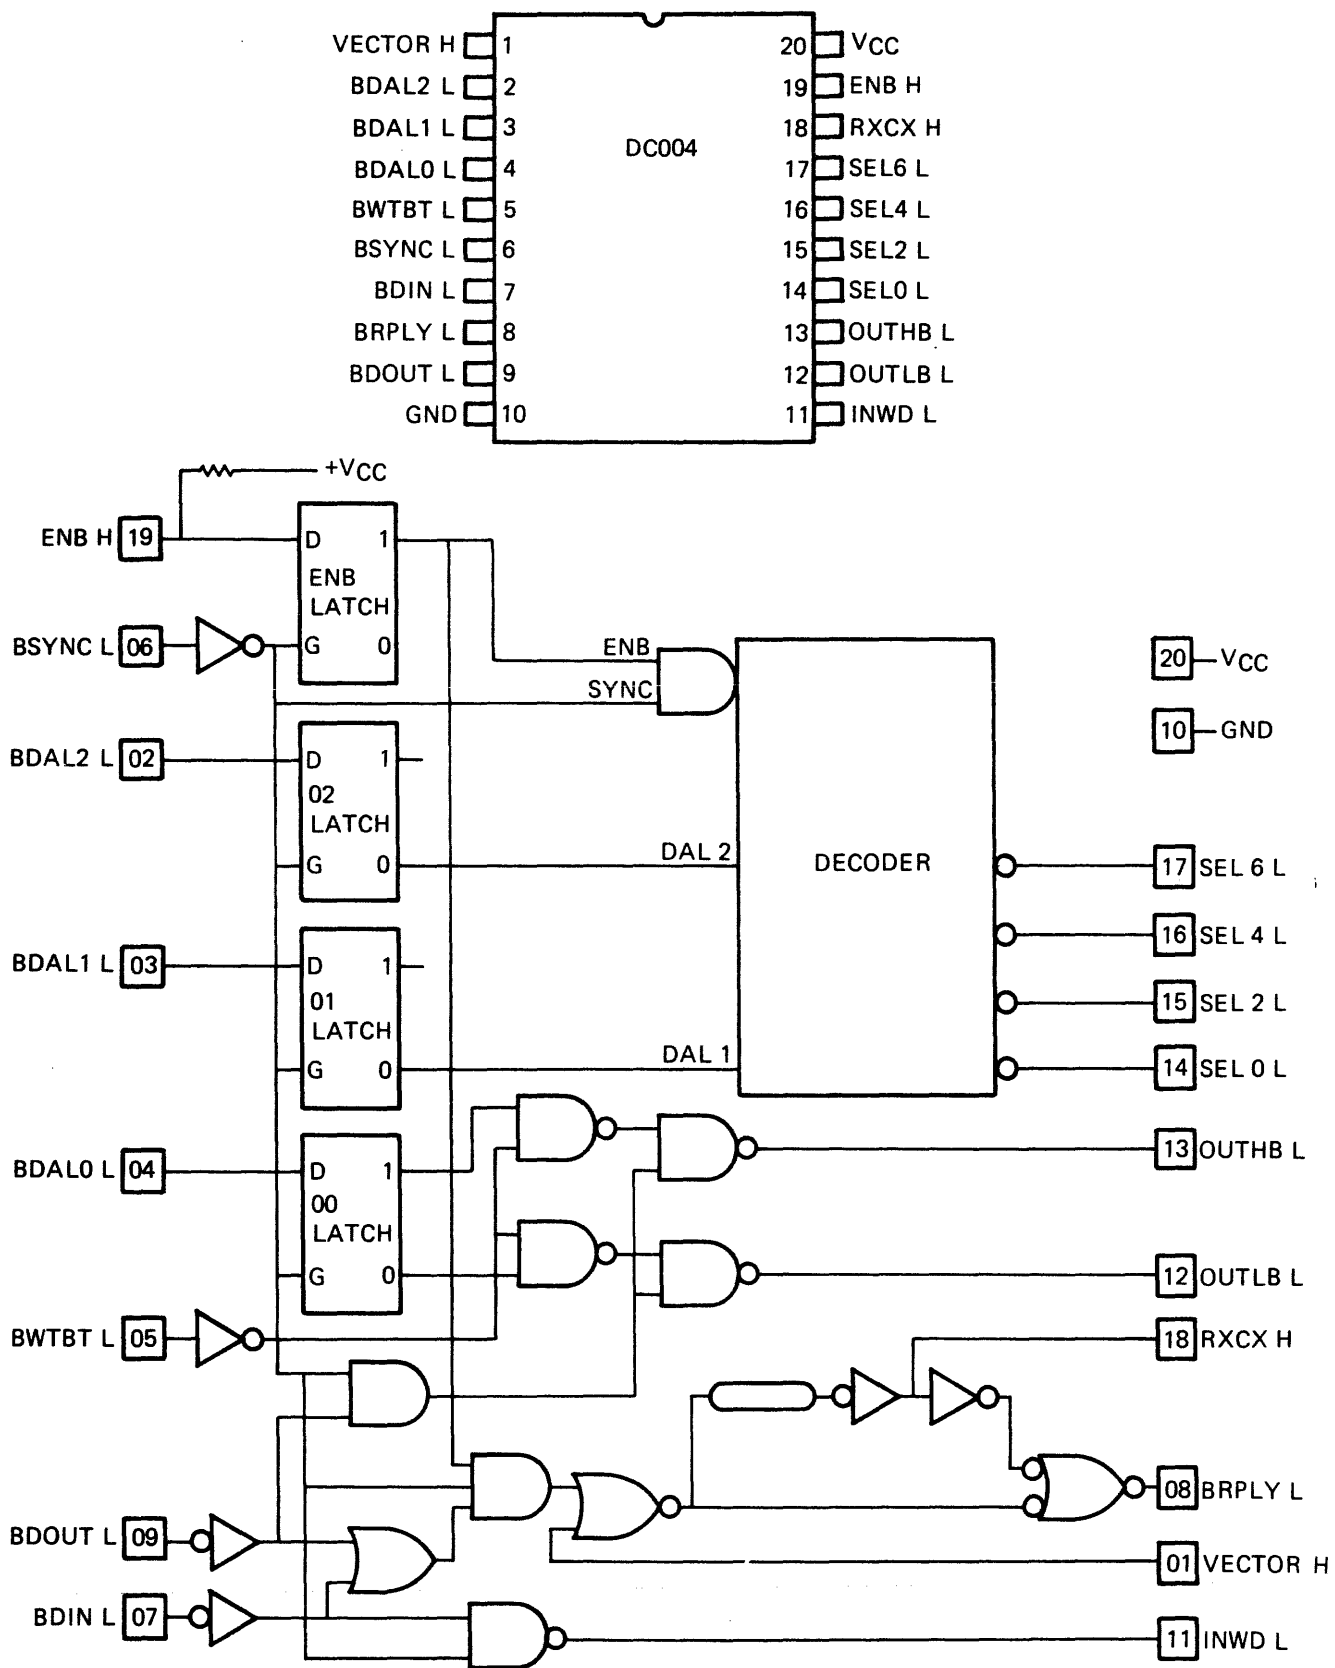 VECTOR H 1 20 VCC
BDAL2 L 2 19 ENB H
BDAL1 L 3 18 RXCX H
DC004
BDAL0 L 4 17 SEL6 L
BWTBT L 5 16 SEL4 L
BSYNC L 6 15 SEL2 L
BDIN L 7 14 SEL0 L
BRPLY L 8 13 OUTHB L
BDOUT L 9 12 OUTLB L
GND 10 11 INWD L
+VCC
ENB H 19 D 1
ENB
LATCH
BSYNC L 06 G 0
ENB
SYNC
20 VCC
10 GND
BDAL2 L 02 D 1
02
LATCH
G 0 DAL 2
DECODER
17 SEL 6 L
16 SEL 4 L
BDAL1 L 03 D 1
01
LATCH
15 SEL 2 L
G 0 DAL 1
14 SEL 0 L
13 OUTHB L
BDAL0 L 04 D 1
00
LATCH
G 0
12 OUTLB L
BWTBT L 05
18 RXCX H
08 BRPLY L
BDOUT L 09
01 VECTOR H
BDIN L 07
11 INWD L